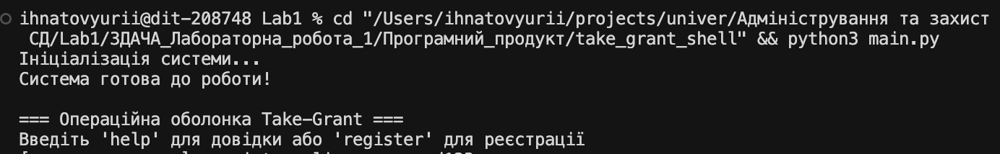 ihnatovyurii@dit-208748 Lab1 % cd "/Users/ihnatovyurii/projects/univer/Адміністрування та захист
СД/Lab1/ЗДАЧА_Лабораторна_робота_1/Програмний_продукт/take_grant_shell" && python3 main.py
Ініціалізація системи...
Система готова до роботи!
=== Операційна оболонка Take-Grant ===
Введіть 'help' для довідки або 'register' для реєстрації